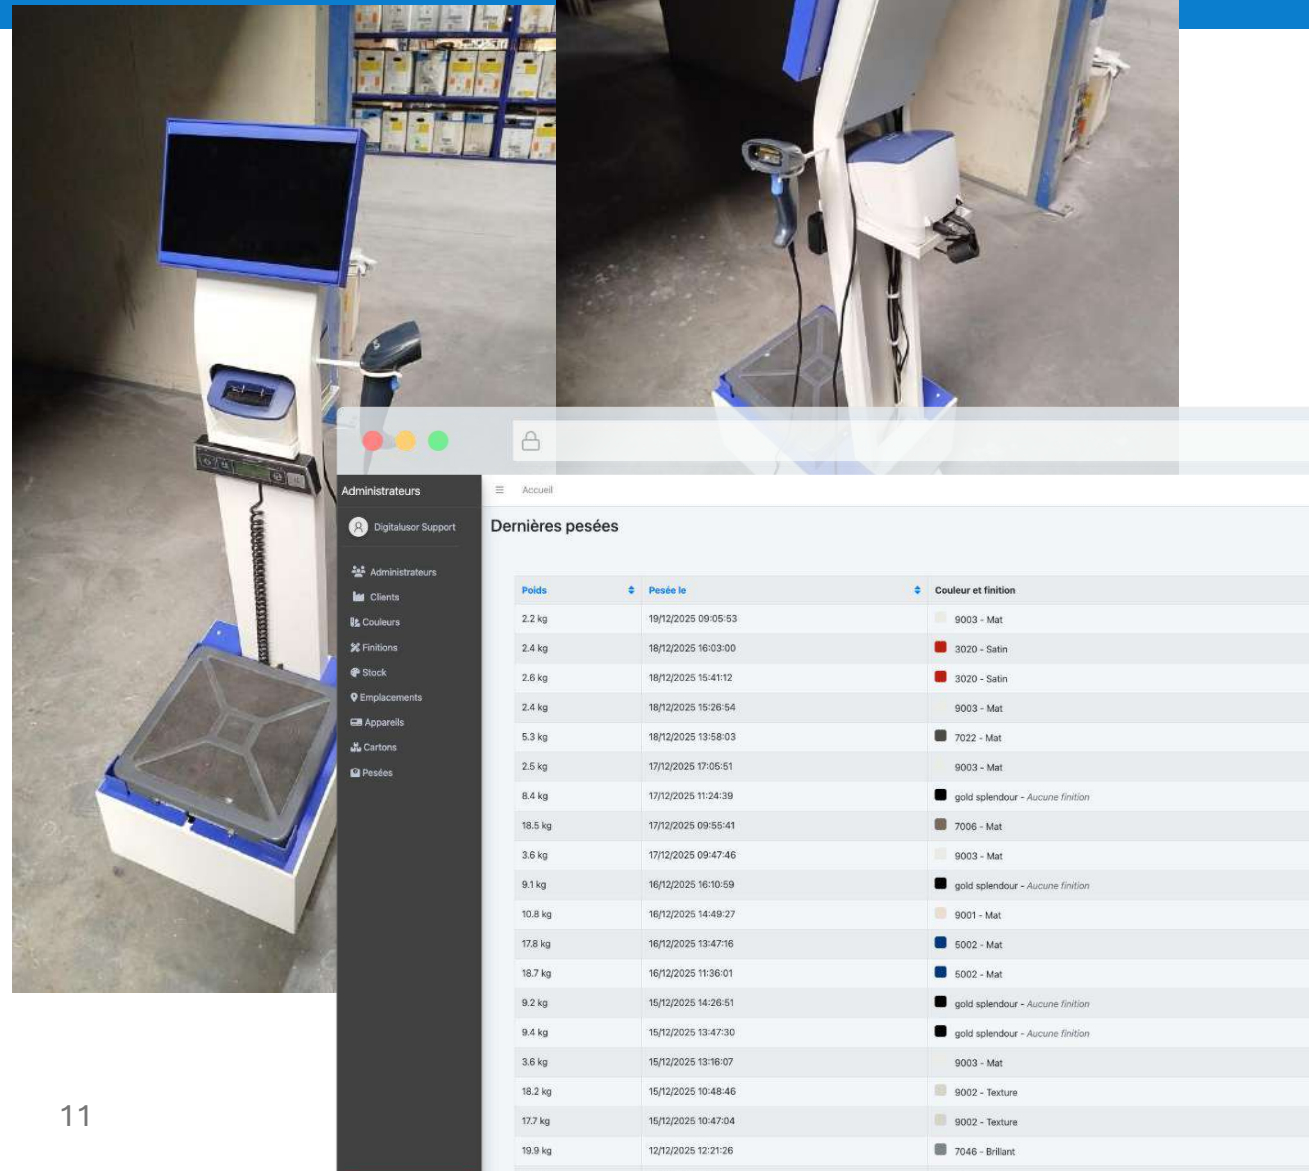 Administrateurs
Accueil
Digitalusor Support
Dernières pesées
Administrateurs
Clients
Couleurs
Finitions
Stock
Emplacements
Appareils
Cartons
Pesées
Poids Pesée le Couleur et finition
2.2 kg 19/12/2025 09:05:53 9003 - Mat
2.4 kg 18/12/2025 16:03:00 3020 - Satin
2.6 kg 18/12/2025 15:41:12 3020 - Satin
2.4 kg 18/12/2025 15:26:54 9003 - Mat
5.3 kg 18/12/2025 13:58:03 7022 - Mat
2.5 kg 17/12/2025 17:05:51 9003 - Mat
8.4 kg 17/12/2025 11:24:39 gold splendour - Aucune finition
18.5 kg 17/12/2025 09:55:41 7006 - Mat
3.6 kg 17/12/2025 09:47:46 9003 - Mat
9.1 kg 16/12/2025 16:10:59 gold splendour - Aucune finition
10.8 kg 16/12/2025 14:49:27 9001 - Mat
17.8 kg 16/12/2025 13:47:16 5002 - Mat
18.7 kg 16/12/2025 11:36:01 5002 - Mat
9.2 kg 15/12/2025 14:26:51 gold splendour - Aucune finition
9.4 kg 15/12/2025 13:47:30 gold splendour - Aucune finition
3.6 kg 15/12/2025 13:16:07 9003 - Mat
18.2 kg 15/12/2025 10:48:46 9002 - Texture
17.7 kg 15/12/2025 10:47:04 9002 - Texture
19.9 kg 12/12/2025 12:21:26 7046 - Brillant
11